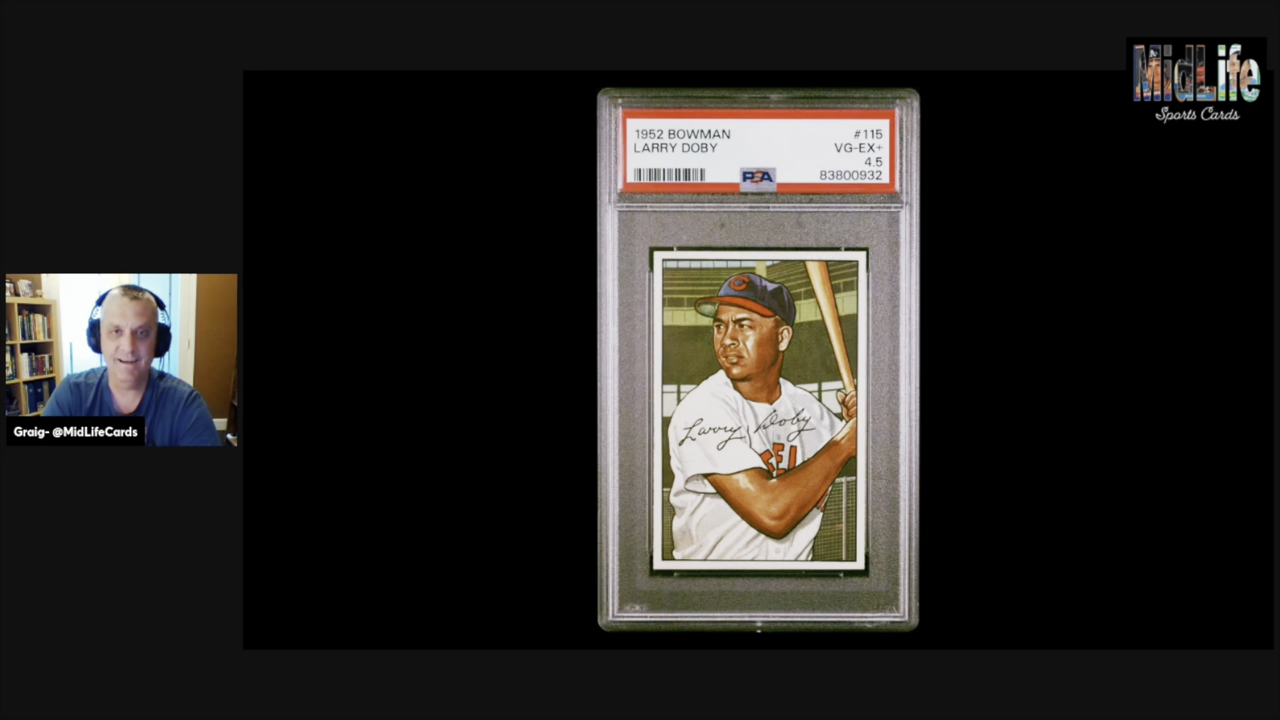 MidLife
Sports Cards
1952 BOWMAN #115
LARRY DOBY VG-EX+
4.5
PSA 83800932
C
Larry Doby
Graig- @MidLifeCards